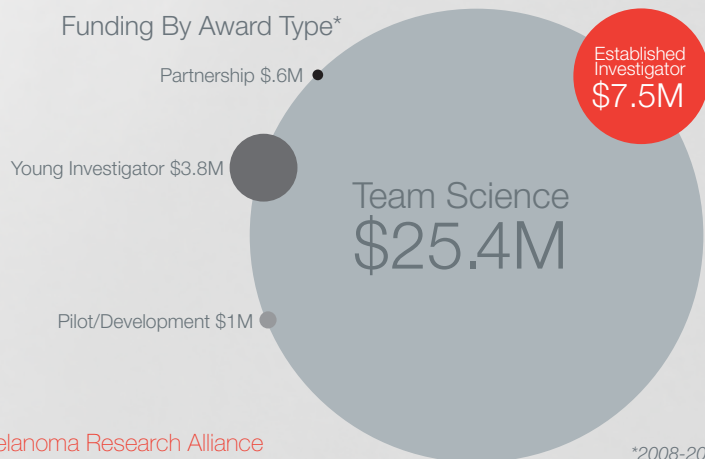 Funding By Award Type*
Established
Investigator
$7.5M
Partnership $.6M
Young Investigator $3.8M
Team Science
$25.4M
Pilot/Development $1M
elanoma Research Alliance
*2008-20